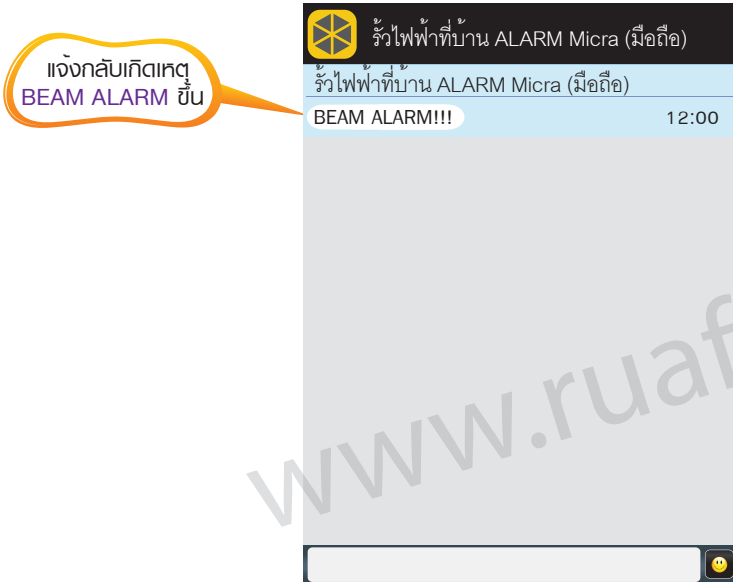 รั้วไฟฟ้าที่บ้าน ALARM Micra (มือถือ)
แจ้งกลับเกิดเหตุ
BEAM ALARM ขึ้น
รั้วไฟฟ้าที่บ้าน ALARM Micra (มือถือ)
BEAM ALARM!!! 12:00
www.ruaf